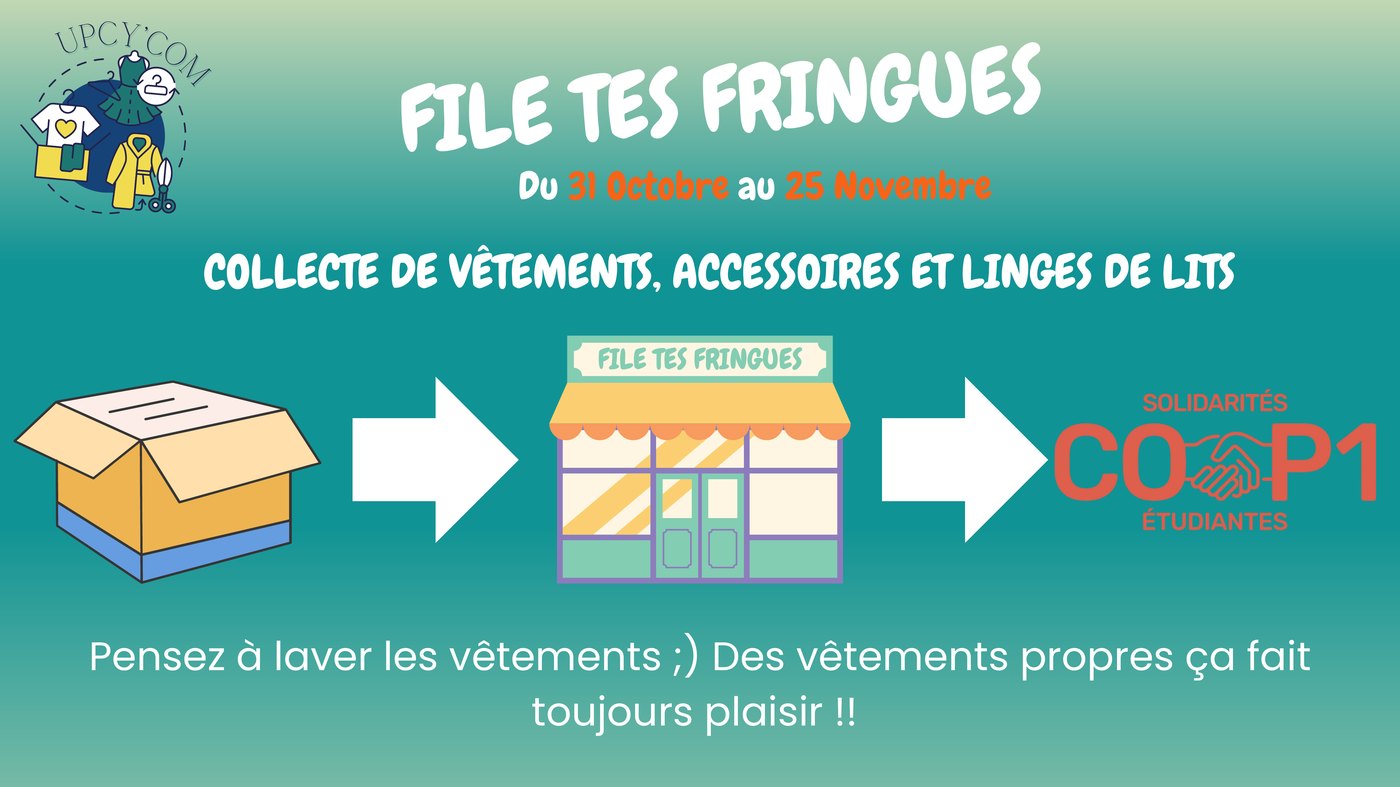 UPCY'COM
FILE TES FRINGUES
Du 31 Octobre au 25 Novembre
COLLECTE DE VÊTEMENTS, ACCESSOIRES ET LINGES DE LITS
FILE TES FRINGUES
SOLIDARITÉS
COP1
ÉTUDIANTES
Pensez à laver les vêtements ;) Des vêtements propres ça fait
toujours plaisir !!